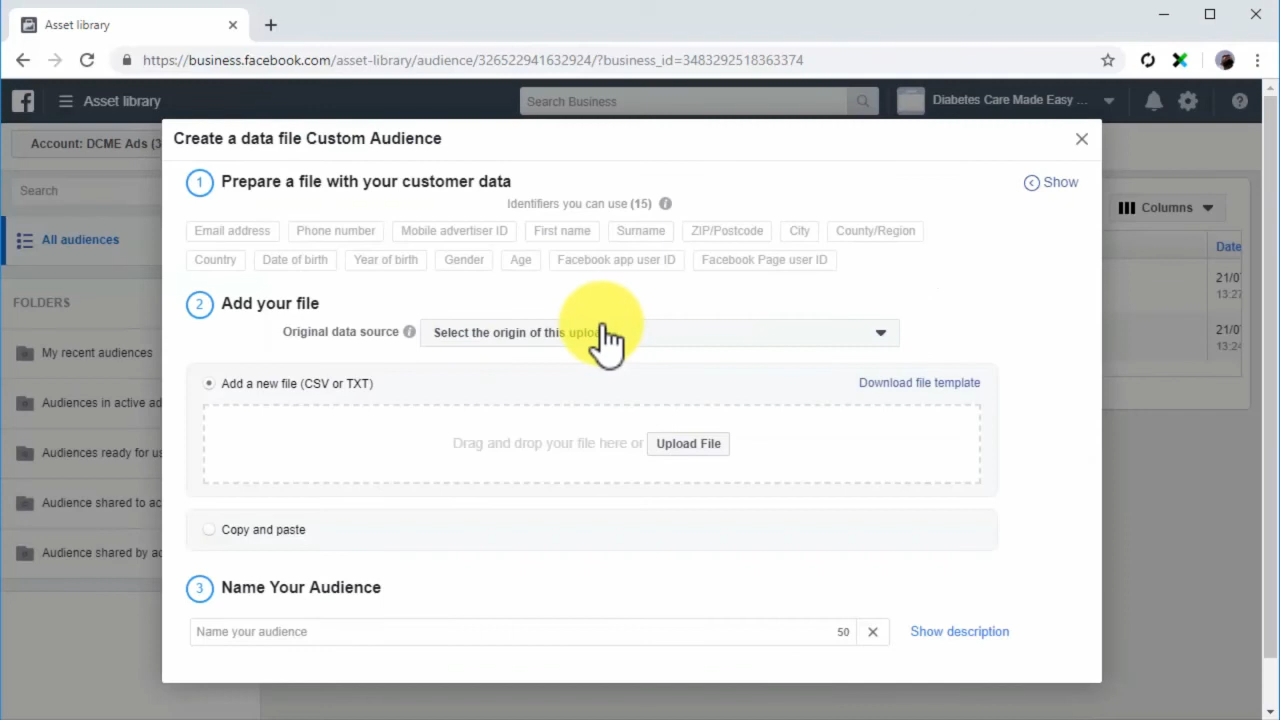 Asset library
https://business.facebook.com/asset-library/audience/326522941632924/?business_id=3483292518363374
Asset library
Search Business
Diabetes Care Made Easy ...
Account: DCME Ads (3
Search
All audiences
FOLDERS
My recent audiences
Audiences in active ad
Audiences ready for us
Audience shared to ac
Audience shared by ac
Create a data file Custom Audience
1 Prepare a file with your customer data
Show
Identifiers you can use (15)
Email address Phone number Mobile advertiser ID First name Surname ZIP/Postcode City County/Region
Country Date of birth Year of birth Gender Age Facebook app user ID Facebook Page user ID
2 Add your file
Original data source
Select the origin of this uplo
Add a new file (CSV or TXT)
Download file template
Drag and drop your file here or Upload File
Copy and paste
3 Name Your Audience
Name your audience
50
Show description
Columns
Date
21/0
13:27
21/0
13:24